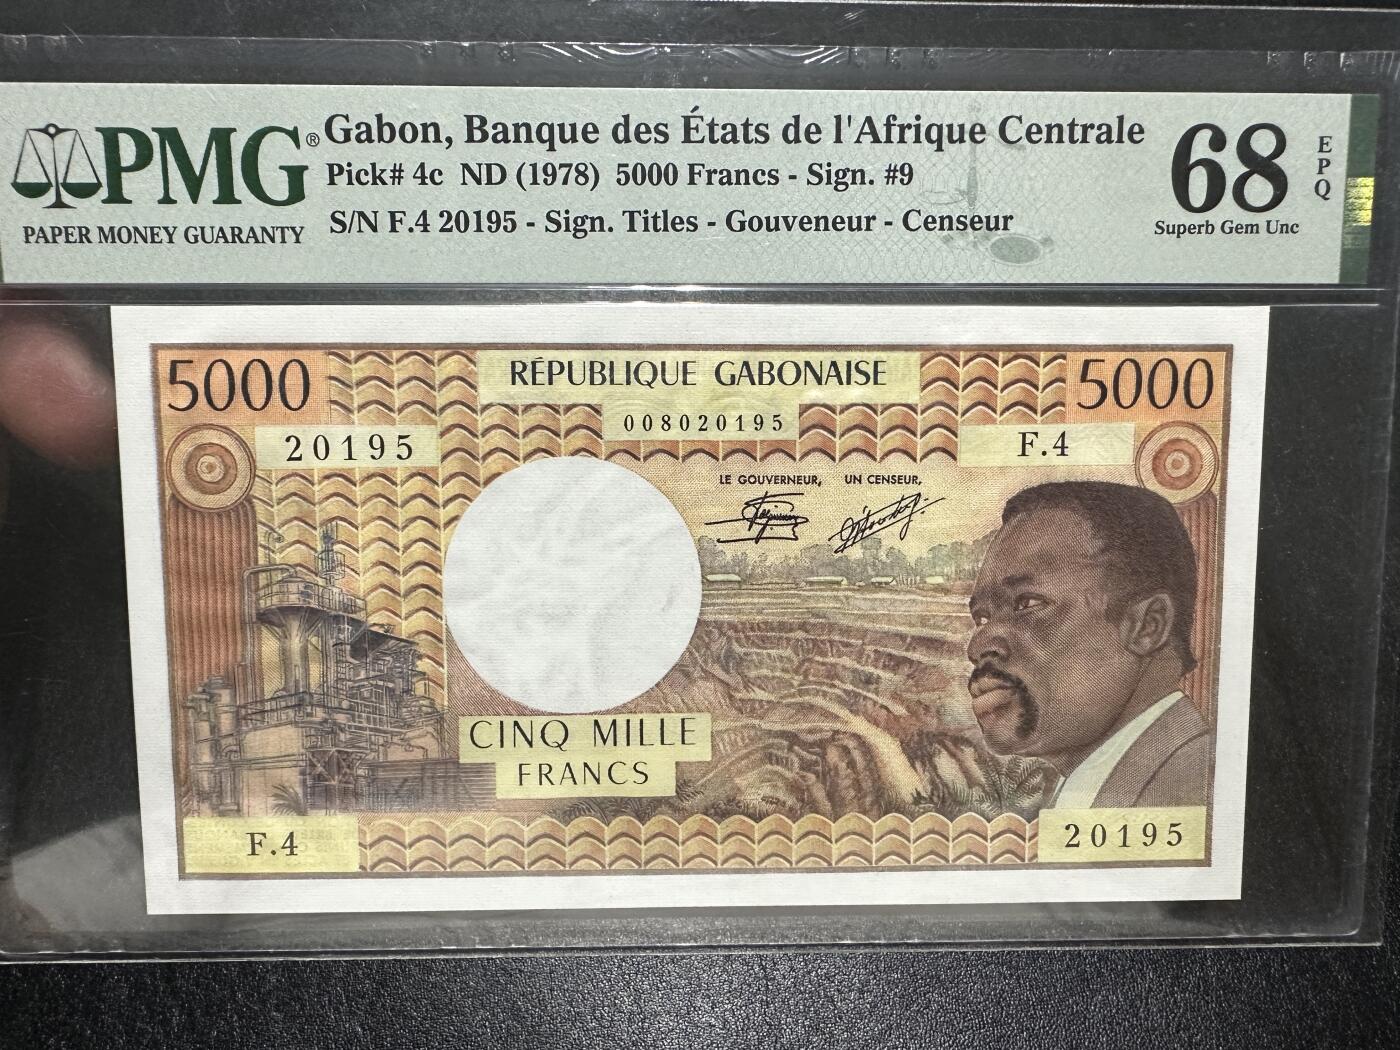 PMG®
PAPER MONEY GUARANTY
Gabon, Banque des États de l'Afrique Centrale
Pick# 4c ND (1978) 5000 Francs - Sign. #9
S/N F.4 20195 - Sign. Titles - Gouveneur - Censeur
68
EPQ
Superb Gem Unc
5000
RÉPUBLIQUE GABONAISE
5000
008020195
20195
F.4
LE GOUVERNEUR,
UN CENSEUR,
CINQ MILLE
FRANCS
F.4
20195